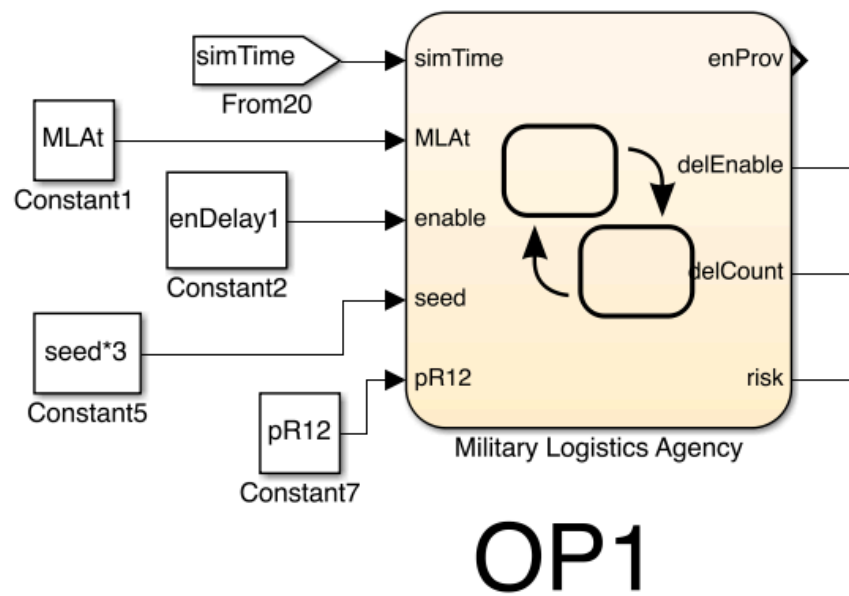 simTime
From20
MLAt
Constant1
enDelay1
Constant2
seed*3
Constant5
pR12
Constant7
simTime
MLAt
enable
seed
pR12
enProv
delEnable
delCount
risk
Military Logistics Agency
OP1